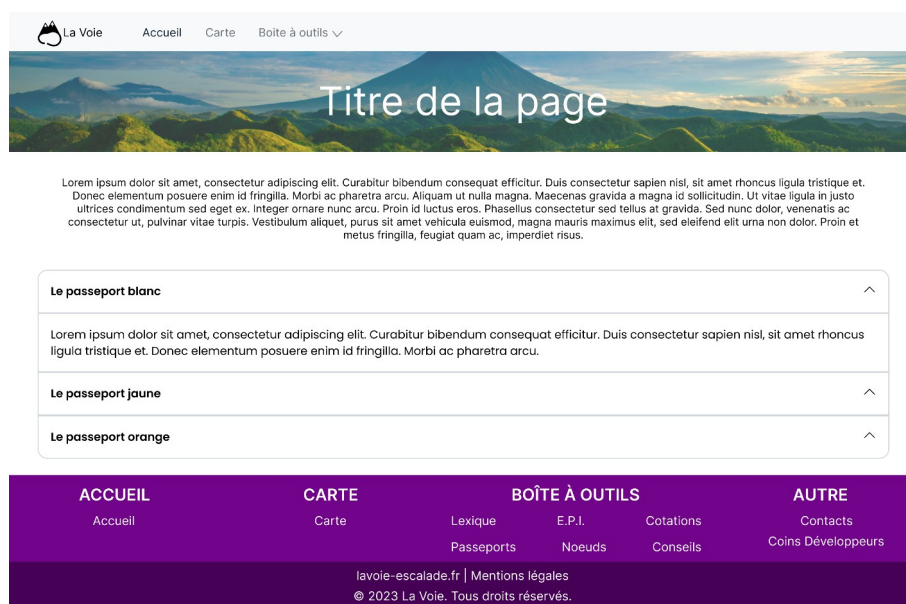 La Voie Accueil Carte Boite à outils
Titre de la page
Lorem ipsum dolor sit amet, consectetur adipiscing elit. Curabitur bibendum consequat efficitur. Duis consectetur sapien nisl, sit amet rhoncus ligula tristique et.
Donec elementum posuere enim id fringilla. Morbi ac pharetra arcu. Aliquam ut nulla magna. Maecenas gravida a magna id sollicitudin. Ut vitae ligula in justo
ultrices condimentum sed eget ex. Integer ornare nunc arcu. Proin id luctus eros. Phasellus consectetur sed tellus at gravida. Sed nunc dolor, venenatis ac
consectetur ut, pulvinar vitae turpis. Vestibulum aliquet, purus sit amet vehicula euismod, magna mauris maximus elit, sed eleifend elit urna non dolor. Proin et
metus fringilla, feugiat quam ac, imperdiet risus.
Le passeport blanc
Lorem ipsum dolor sit amet, consectetur adipiscing elit. Curabitur bibendum consequat efficitur. Duis consectetur sapien nisl, sit amet rhoncus
ligula tristique et. Donec elementum posuere enim id fringilla. Morbi ac pharetra arcu.
Le passeport jaune
Le passeport orange
ACCUEIL CARTE BOÎTE À OUTILS AUTRE
Accueil Carte Lexique E.P.I. Cotations Contacts
Passeports Noeuds Conseils Coins Développeurs
lavoie-escalade.fr | Mentions légales
© 2023 La Voie. Tous droits réservés.